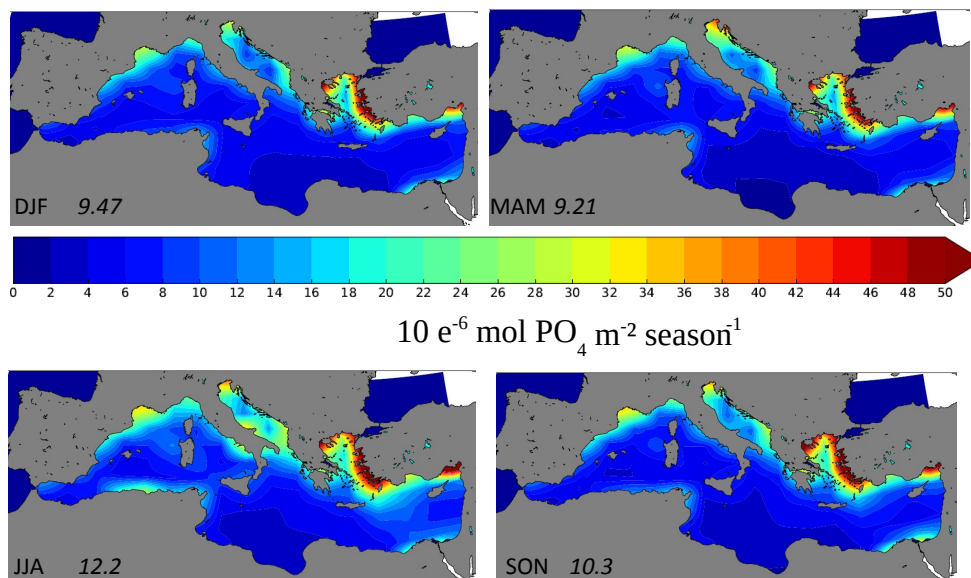 DJF 9.47
MAM 9.21
0 2 4 6 8 10 12 14 16 18 20 22 24 26 28 30 32 34 36 38 40 42 44 46 48 50
10 e⁻⁶ mol PO₄ m⁻² season⁻¹
JJA 12.2
SON 10.3